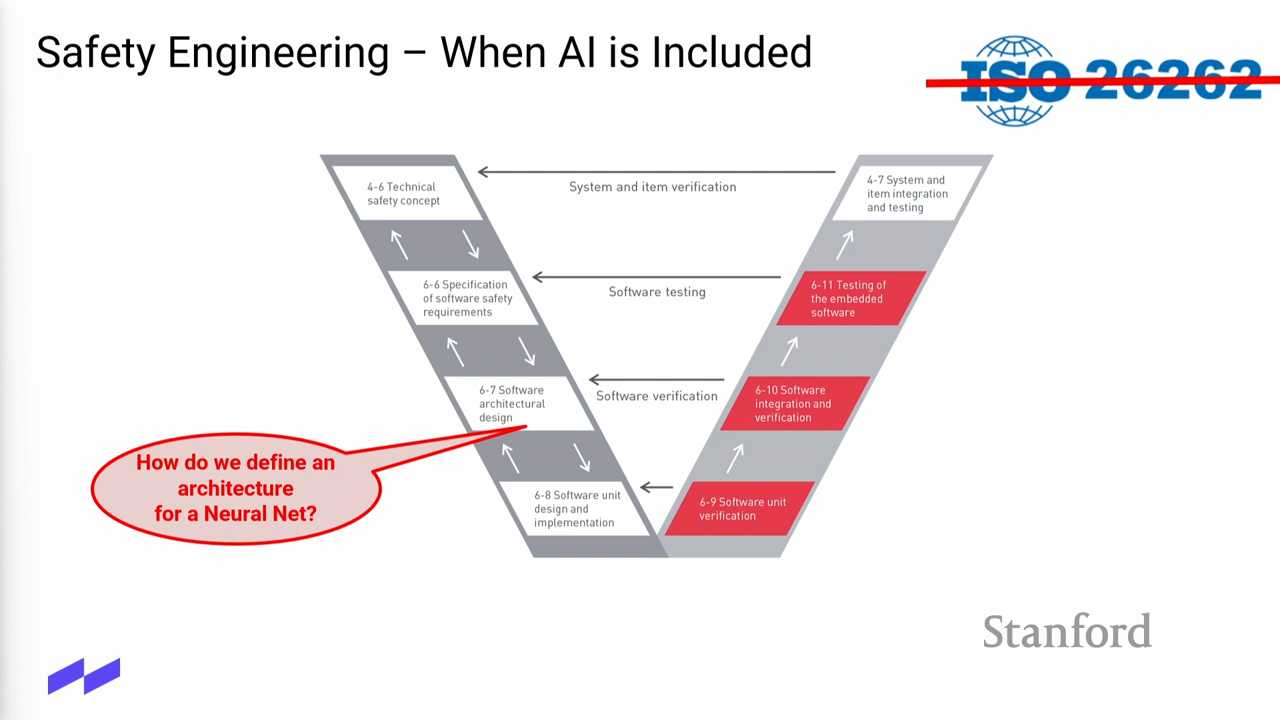 Safety Engineering – When AI is Included
ISO 26262
4-6 Technical
safety concept
System and item verification
4-7 System and
item integration
and testing
6-6 Specification
of software safety
requirements
Software testing
6-11 Testing of
the embedded
software
6-7 Software
architectural
design
Software verification
6-10 Software
integration and
verification
How do we define an
architecture
for a Neural Net?
6-8 Software unit
design and
implementation
6-9 Software unit
verification
Stanford